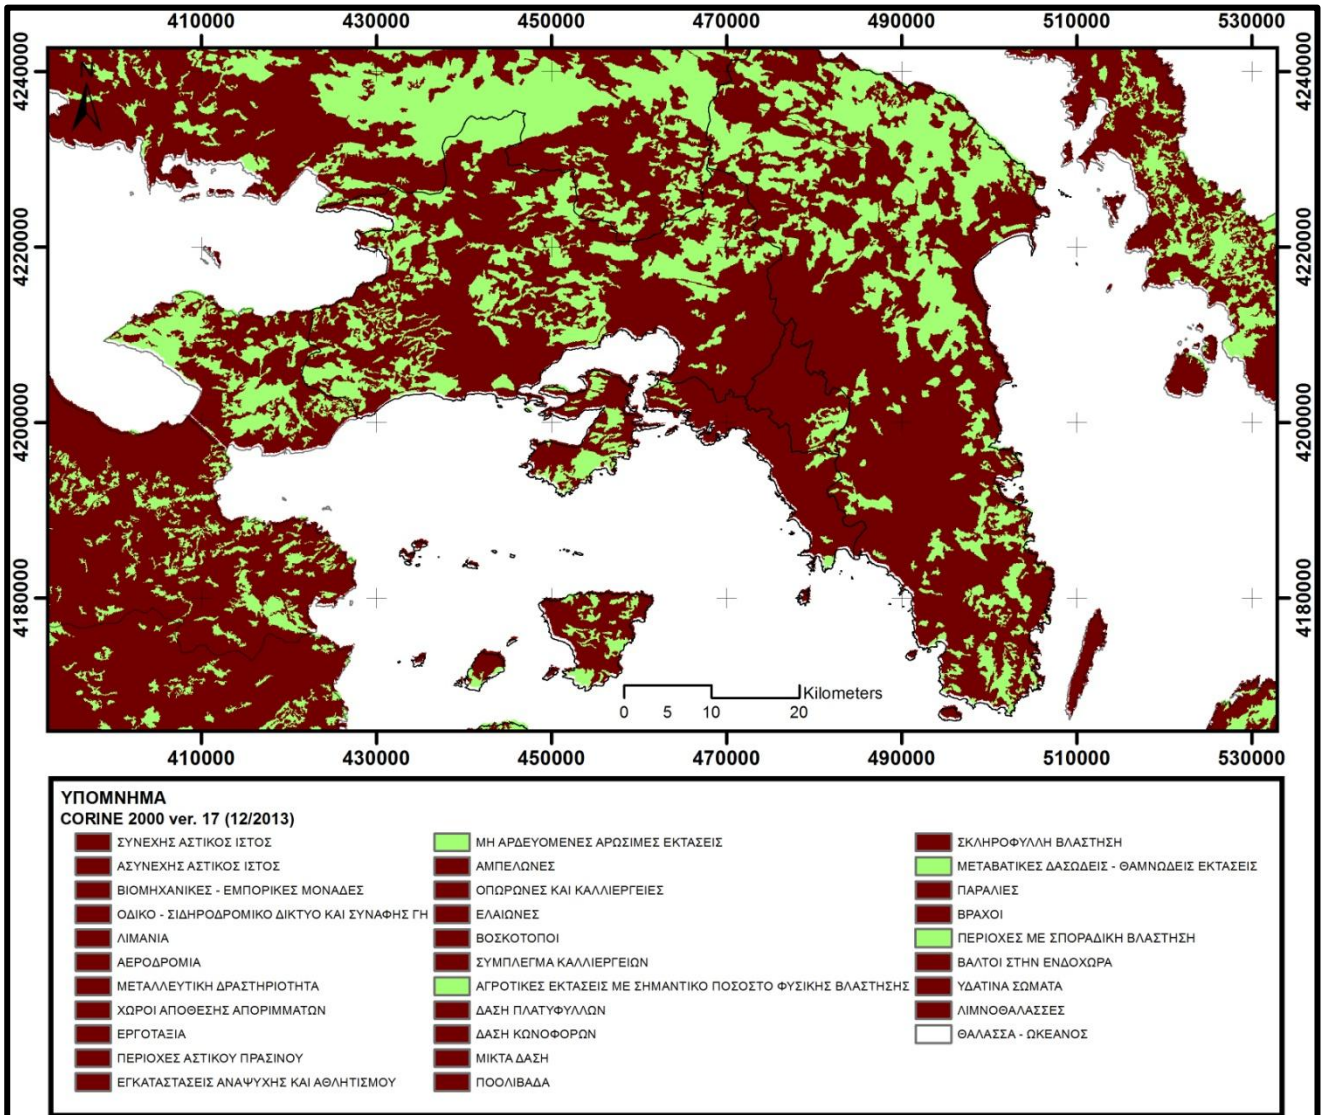 410000 430000 450000 470000 490000 510000 530000
4240000 4240000
N
4220000 4220000
4200000 4200000
4180000 4180000
Kilometers
0 5 10 20
410000 430000 450000 470000 490000 510000 530000
ΥΠΟΜΝΗΜΑ
CORINE 2000 ver. 17 (12/2013)
ΣΥΝΕΧΗΣ ΑΣΤΙΚΟΣ ΙΣΤΟΣ
ΑΣΥΝΕΧΗΣ ΑΣΤΙΚΟΣ ΙΣΤΟΣ
ΒΙΟΜΗΧΑΝΙΚΕΣ - ΕΜΠΟΡΙΚΕΣ ΜΟΝΑΔΕΣ
ΟΔΙΚΟ - ΣΙΔΗΡΟΔΡΟΜΙΚΟ ΔΙΚΤΥΟ ΚΑΙ ΣΥΝΑΦΗΣ ΓΗ
ΛΙΜΑΝΙΑ
ΑΕΡΟΔΡΟΜΙΑ
ΜΕΤΑΛΛΕΥΤΙΚΗ ΔΡΑΣΤΗΡΙΟΤΗΤΑ
ΧΩΡΟΙ ΑΠΟΘΕΣΗΣ ΑΠΟΡΙΜΜΑΤΩΝ
ΕΡΓΟΤΑΞΙΑ
ΠΕΡΙΟΧΕΣ ΑΣΤΙΚΟΥ ΠΡΑΣΙΝΟΥ
ΕΓΚΑΤΑΣΤΑΣΕΙΣ ΑΝΑΨΥΧΗΣ ΚΑΙ ΑΘΛΗΤΙΣΜΟΥ
ΜΗ ΑΡΔΕΥΟΜΕΝΕΣ ΑΡΩΣΙΜΕΣ ΕΚΤΑΣΕΙΣ
ΑΜΠΕΛΩΝΕΣ
ΟΠΩΡΩΝΕΣ ΚΑΙ ΚΑΛΛΙΕΡΓΕΙΕΣ
ΕΛΑΙΩΝΕΣ
ΒΟΣΚΟΤΟΠΟΙ
ΣΥΜΠΛΕΓΜΑ ΚΑΛΛΙΕΡΓΕΙΩΝ
ΑΓΡΟΤΙΚΕΣ ΕΚΤΑΣΕΙΣ ΜΕ ΣΗΜΑΝΤΙΚΟ ΠΟΣΟΣΤΟ ΦΥΣΙΚΗΣ ΒΛΑΣΤΗΣΗΣ
ΔΑΣΗ ΠΛΑΤΥΦΥΛΛΩΝ
ΔΑΣΗ ΚΩΝΟΦΟΡΩΝ
ΜΙΚΤΑ ΔΑΣΗ
ΠΟΟΛΙΒΑΔΑ
ΣΚΛΗΡΟΦΥΛΛΗ ΒΛΑΣΤΗΣΗ
ΜΕΤΑΒΑΤΙΚΕΣ ΔΑΣΩΔΕΙΣ - ΘΑΜΝΩΔΕΙΣ ΕΚΤΑΣΕΙΣ
ΠΑΡΑΛΙΕΣ
ΒΡΑΧΟΙ
ΠΕΡΙΟΧΕΣ ΜΕ ΣΠΟΡΑΔΙΚΗ ΒΛΑΣΤΗΣΗ
ΒΑΛΤΟΙ ΣΤΗΝ ΕΝΔΟΧΩΡΑ
ΥΔΑΤΙΝΑ ΣΩΜΑΤΑ
ΛΙΜΝΟΘΑΛΑΣΣΕΣ
ΘΑΛΑΣΣΑ - ΩΚΕΑΝΟΣ